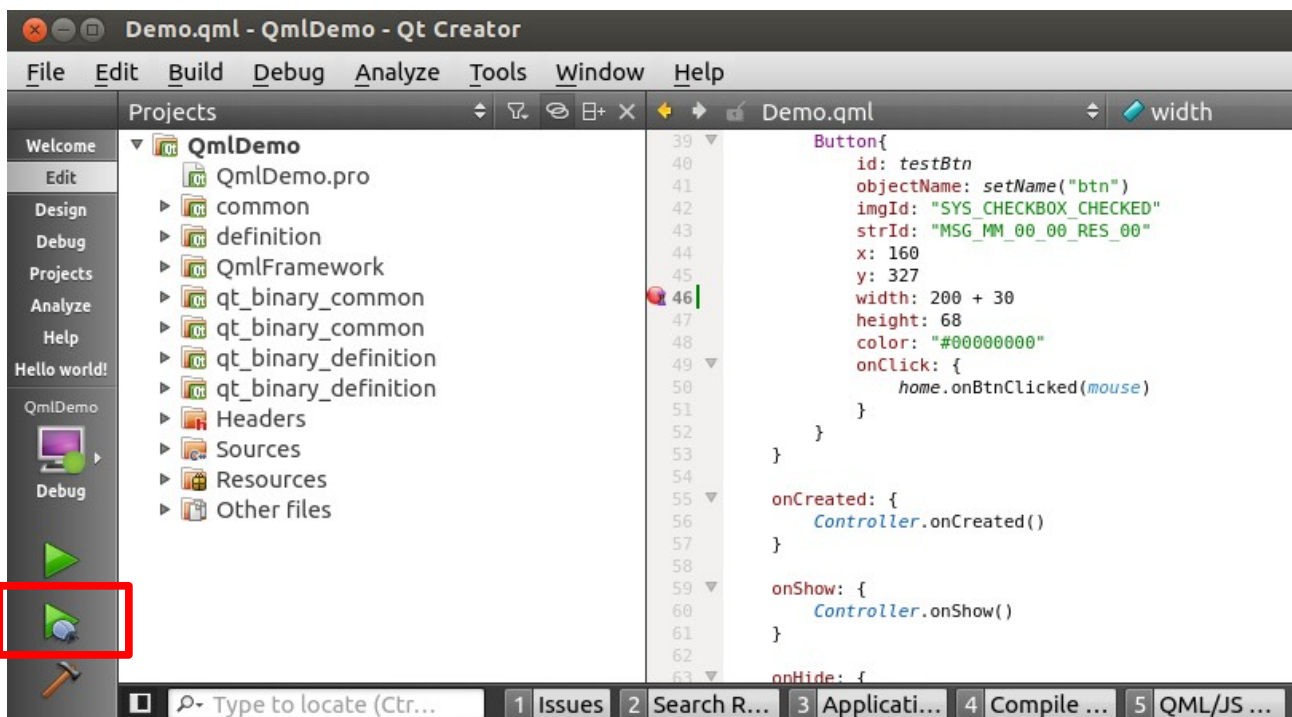 Demo.qml - QmlDemo - Qt Creator
File Edit Build Debug Analyze Tools Window Help
Projects
Demo.qml
width
Welcome
Edit
Design
Debug
Projects
Analyze
Help
Hello world!
QmlDemo
Debug
QmlDemo
QmlDemo.pro
common
definition
QmlFramework
qt_binary_common
qt_binary_common
qt_binary_definition
qt_binary_definition
Headers
Sources
Resources
Other files
39 Button{
40 id: testBtn
41 objectName: setName("btn")
42 imgId: "SYS_CHECKBOX_CHECKED"
43 strId: "MSG_MM_00_00_RES_00"
44 x: 160
45 y: 327
46 width: 200 + 30
47 height: 68
48 color: "#00000000"
49 onClick: {
50 home.onBtnClicked(mouse)
51 }
52 }
53 }
54
55 onCreated: {
56 Controller.onCreated()
57 }
58
59 onShow: {
60 Controller.onShow()
61 }
62
63 onHide: {
Type to locate (Ctr...
1 Issues 2 Search R... 3 Applicati... 4 Compile ... 5 QML/JS ...